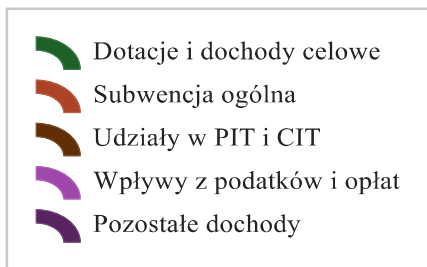 Dotacje i dochody celowe
Subwencja ogólna
Udziały w PIT i CIT
Wpływy z podatków i opłat
Pozostałe dochody